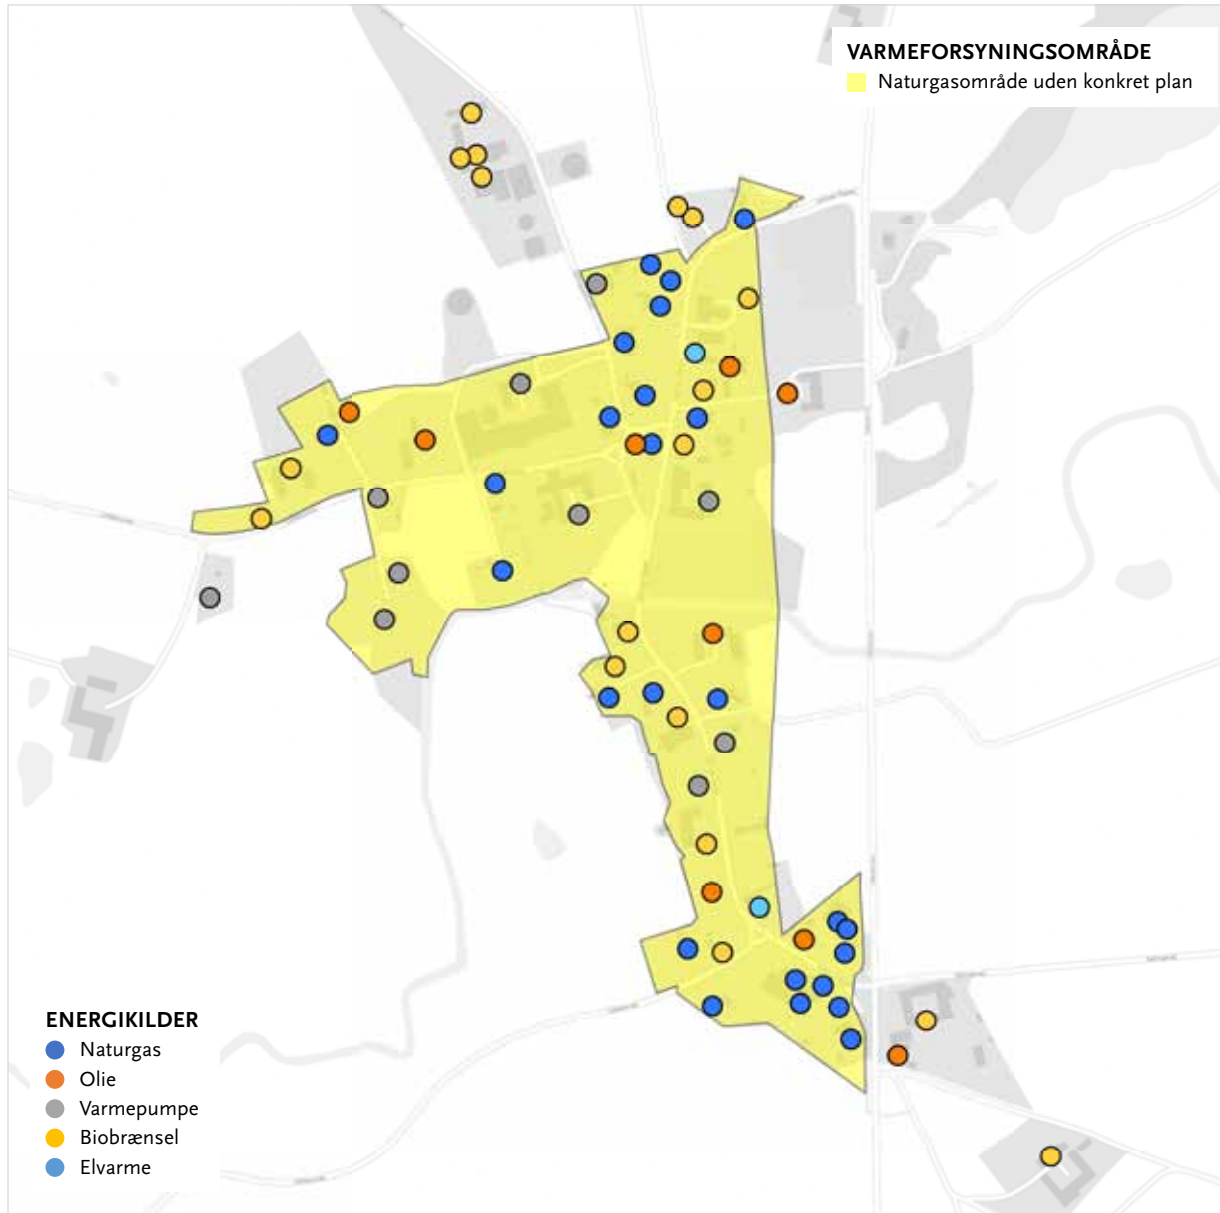 VARMEFORSYNINGSOMRÅDE
Naturgasområde uden konkret plan
ENERGIKILDER
Naturgas
Olie
Varmepumpe
Biobrænsel
Elvarme